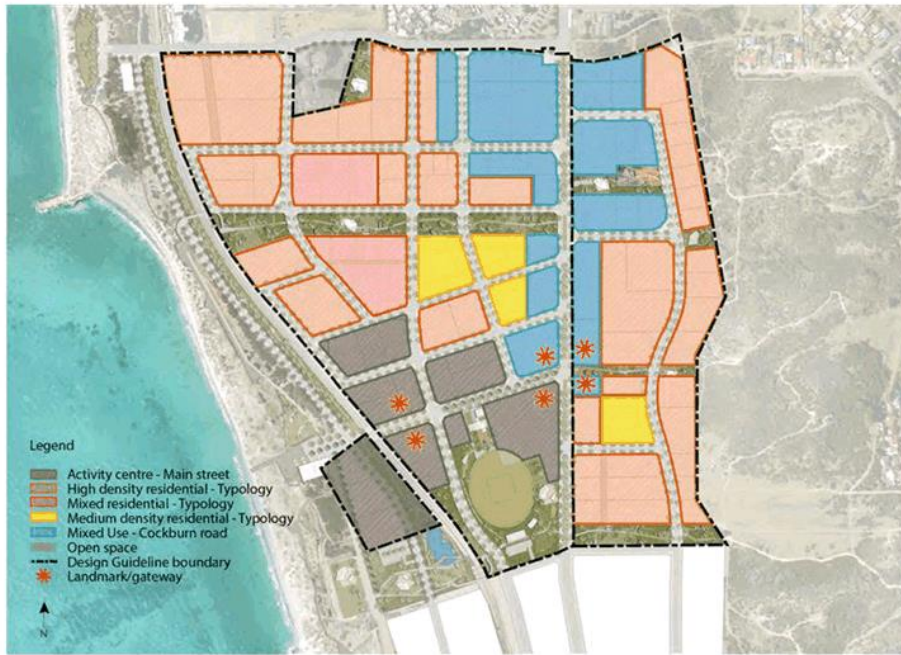 Legend
Activity centre - Main street
High density residential - Typology
Mixed residential - Typology
Medium density residential - Typology
Mixed Use - Cockburn road
Open space
Design Guideline boundary
Landmark/gateway
N